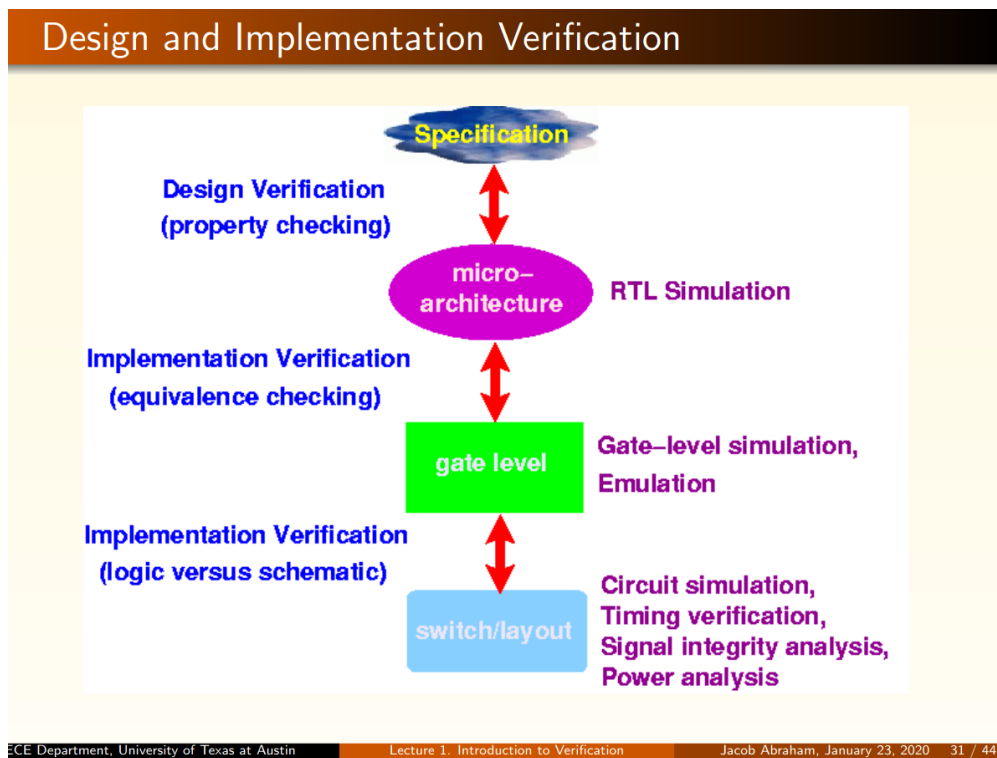 Design and Implementation Verification
Specification
Design Verification
(property checking)
micro–
architecture
RTL Simulation
Implementation Verification
(equivalence checking)
gate level
Gate–level simulation,
Emulation
Implementation Verification
(logic versus schematic)
switch/layout
Circuit simulation,
Timing verification,
Signal integrity analysis,
Power analysis
ECE Department, University of Texas at Austin
Lecture 1. Introduction to Verification
Jacob Abraham, January 23, 2020 31 / 44